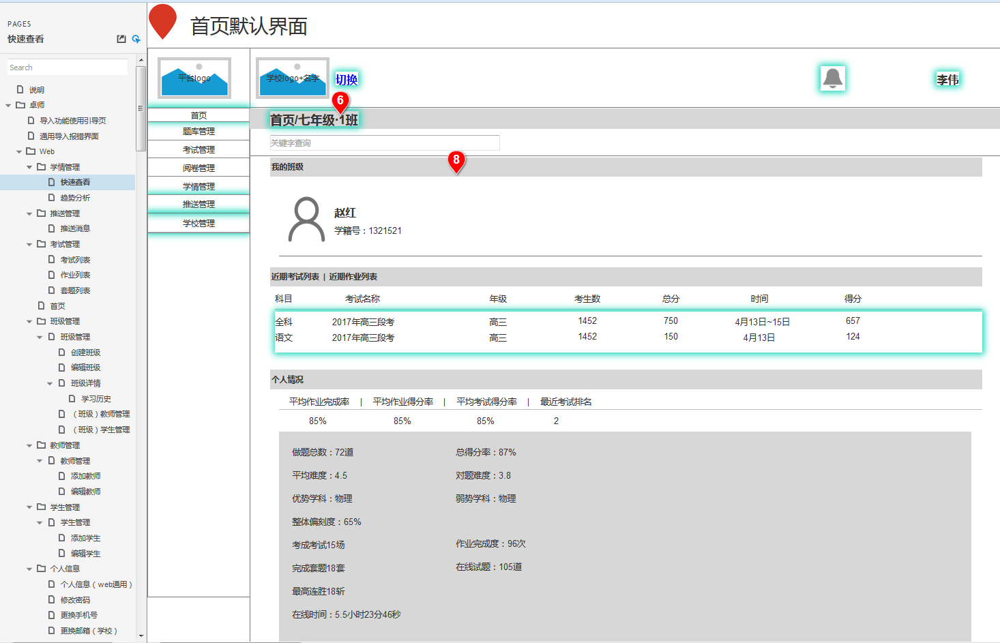 PAGES
快速查看
Search
说明
卓师
导入功能使用引导页
通用导入报错界面
Web
学情管理
快速查看
趋势分析
推送管理
推送消息
考试管理
考试列表
作业列表
套题列表
首页
班级管理
班级管理
创建班级
编辑班级
班级详情
学习历史
（班级）教师管理
（班级）学生管理
教师管理
教师管理
添加教师
编辑教师
学生管理
学生管理
添加学生
编辑学生
个人信息
个人信息（web通用）
修改密码
更换手机号
更换邮箱（学校）
首页默认界面
平台logo
学校logo+名字
切换
李伟
6
首页
题库管理
考试管理
阅卷管理
学情管理
推送管理
学校管理
首页/七年级·1班
关键字查询
8
我的班级
赵红
学籍号：1321521
近期考试列表 | 近期作业列表
科目 考试名称 年级 考生数 总分 时间 得分
全科 2017年高三段考 高三 1452 750 4月13日~15日 657
语文 2017年高三段考 高三 1452 150 4月13日 124
个人情况
平均作业完成率 | 平均作业得分率 | 平均考试得分率 | 最近考试排名
85% 85% 85% 2
做题总数：72道 总得分率：87%
平均难度：4.5 对题难度：3.8
优势学科：物理 弱势学科：物理
整体偏刻度：65%
考成考试15场 作业完成度：96次
完成套题18套 在线试题：105道
最高连胜18斩
在线时间：5.5小时23分46秒